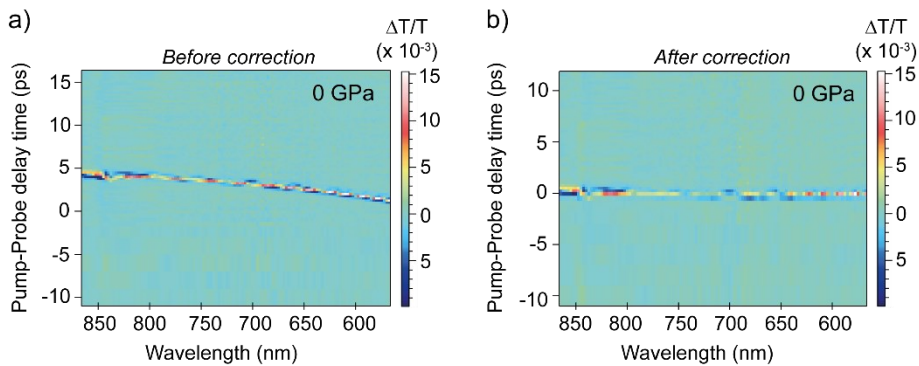 a)
Before correction
ΔT/T
(x 10⁻³)
0 GPa
Pump-Probe delay time (ps)
10
5
0
-5
-10
850 800 750 700 650 600
Wavelength (nm)
15
10
5
0
5
b)
After correction
ΔT/T
(x 10⁻³)
0 GPa
Pump-Probe delay time (ps)
10
5
0
-5
-10
850 800 750 700 650 600
Wavelength (nm)
15
10
5
0
5